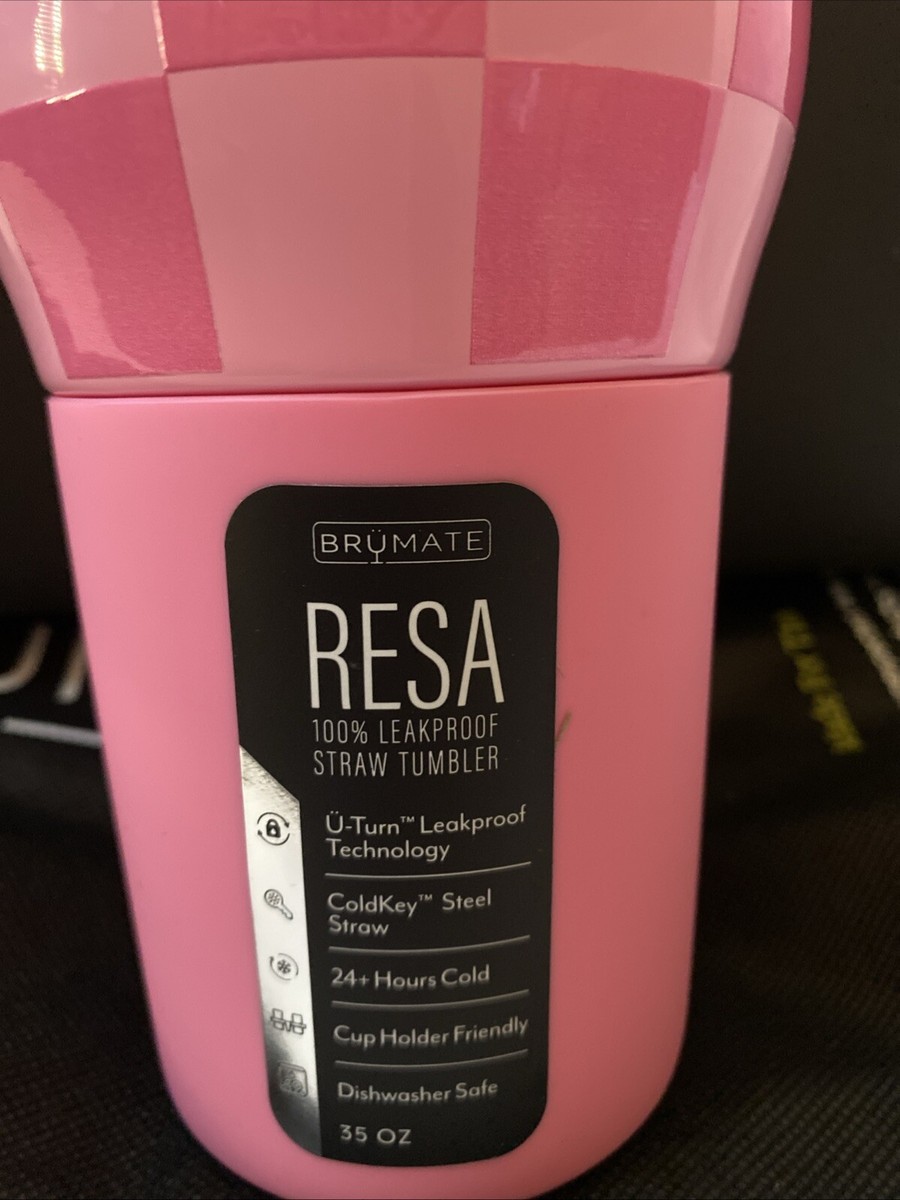 BRÜMATE
RESA
100% LEAKPROOF
STRAW TUMBLER
Ü-Turn™ Leakproof
Technology
ColdKey™ Steel
Straw
24+ Hours Cold
Cup Holder Friendly
Dishwasher Safe
35 OZ